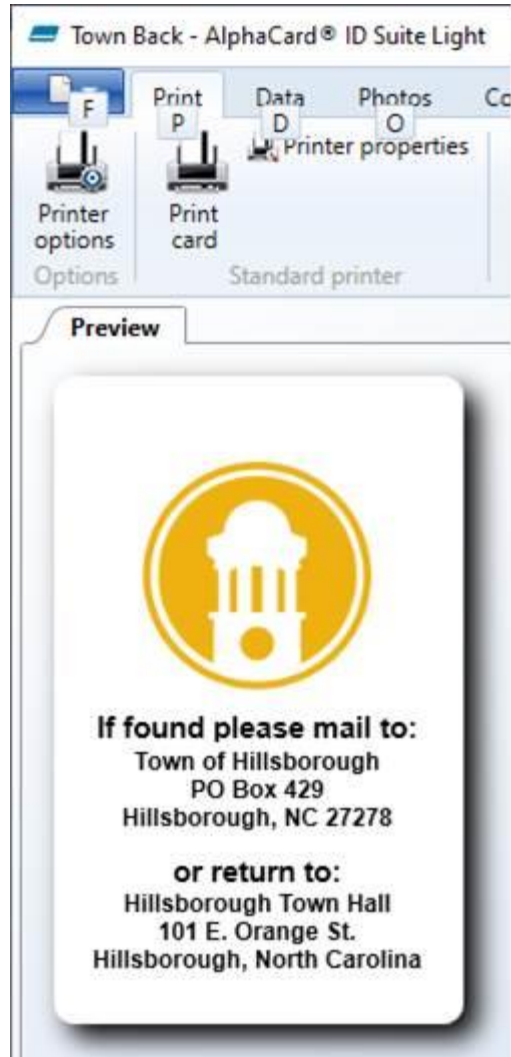 Town Back - AlphaCard® ID Suite Light
F
Print
Data
Photos
Co
P
D
O
Printer properties
Printer
options
Print
card
Options
Standard printer
Preview
If found please mail to:
Town of Hillsborough
PO Box 429
Hillsborough, NC 27278
or return to:
Hillsborough Town Hall
101 E. Orange St.
Hillsborough, North Carolina